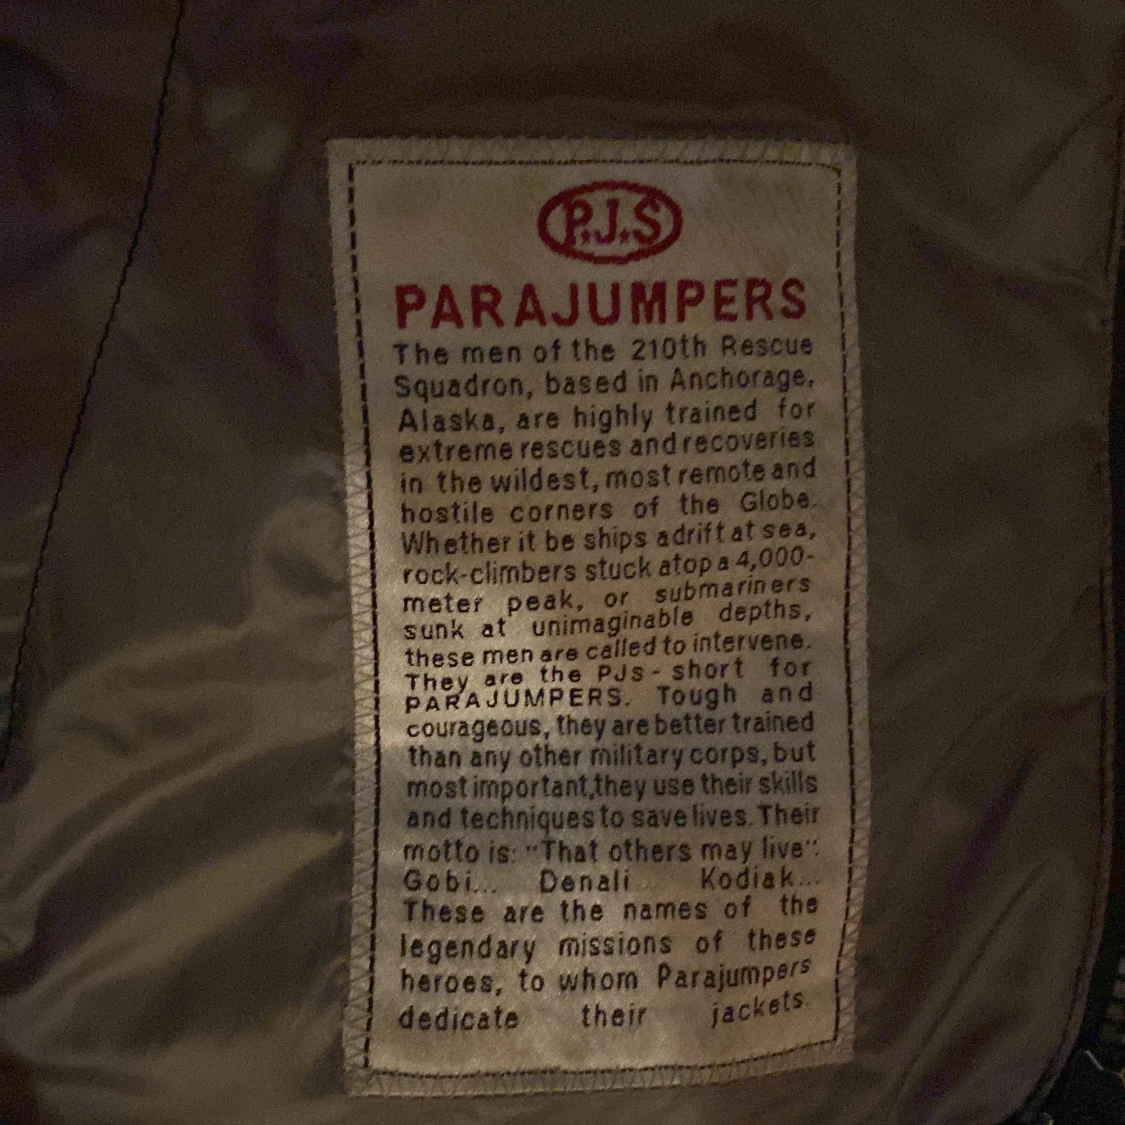 P.J.S
PARAJUMPERS
The men of the 210th Rescue
Squadron, based in Anchorage,
Alaska, are highly trained for
extreme rescues and recoveries
in the wildest, most remote and
hostile corners of the Globe.
Whether it be ships adrift at sea,
rock-climbers stuck atop a 4,000-
meter peak, or submariners
sunk at unimaginable depths,
these men are called to intervene.
They are the PJs - short for
PARAJUMPERS. Tough and
courageous, they are better trained
than any other military corps, but
most important,they use their skills
and techniques to save lives. Their
motto is: "That others may live".
Gobi... Denali Kodiak...
These are the names of the
legendary missions of these
heroes, to whom Parajumpers
dedicate their jackets.